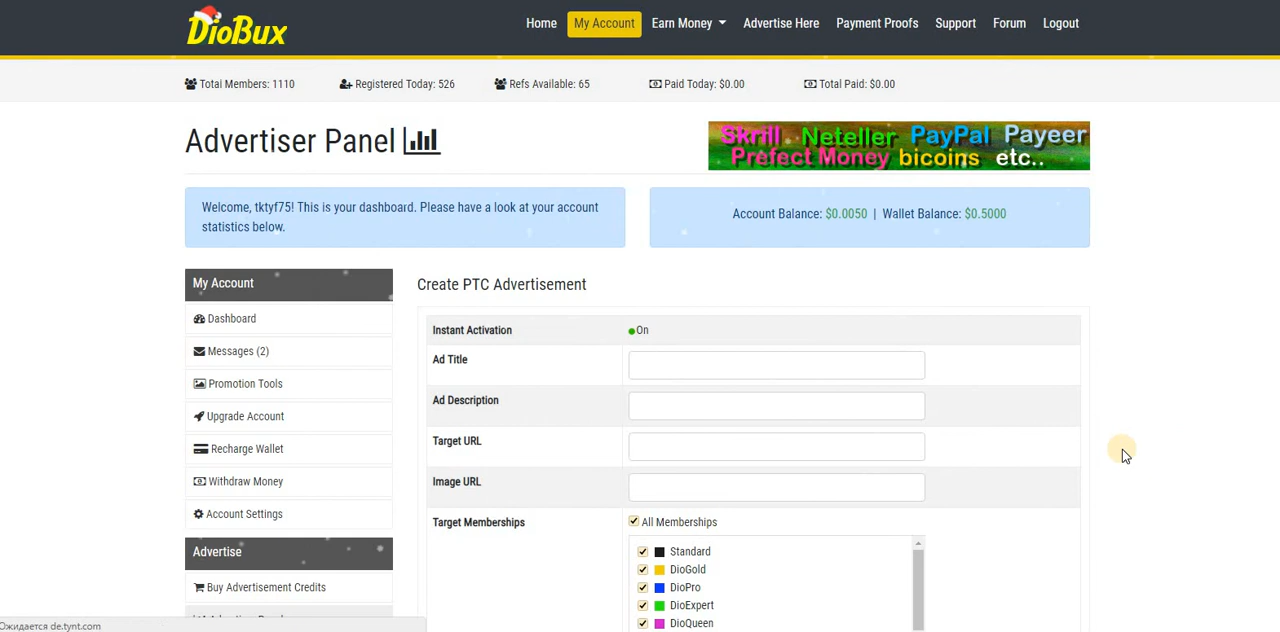 DioBux
Home My Account Earn Money Advertise Here Payment Proofs Support Forum Logout
Total Members: 1110 Registered Today: 526 Refs Available: 65 Paid Today: $0.00 Total Paid: $0.00
Advertiser Panel
Skrill Neteller PayPal Payeer
Prefect Money bicoins etc..
Welcome, tktyf75! This is your dashboard. Please have a look at your account
statistics below.
Account Balance: $0.0050 | Wallet Balance: $0.5000
My Account
Dashboard
Messages (2)
Promotion Tools
Upgrade Account
Recharge Wallet
Withdraw Money
Account Settings
Advertise
Buy Advertisement Credits
Create PTC Advertisement
Instant Activation On
Ad Title
Ad Description
Target URL
Image URL
Target Memberships All Memberships
Standard
DioGold
DioPro
DioExpert
DioQueen
Ожидается de.tynt.com